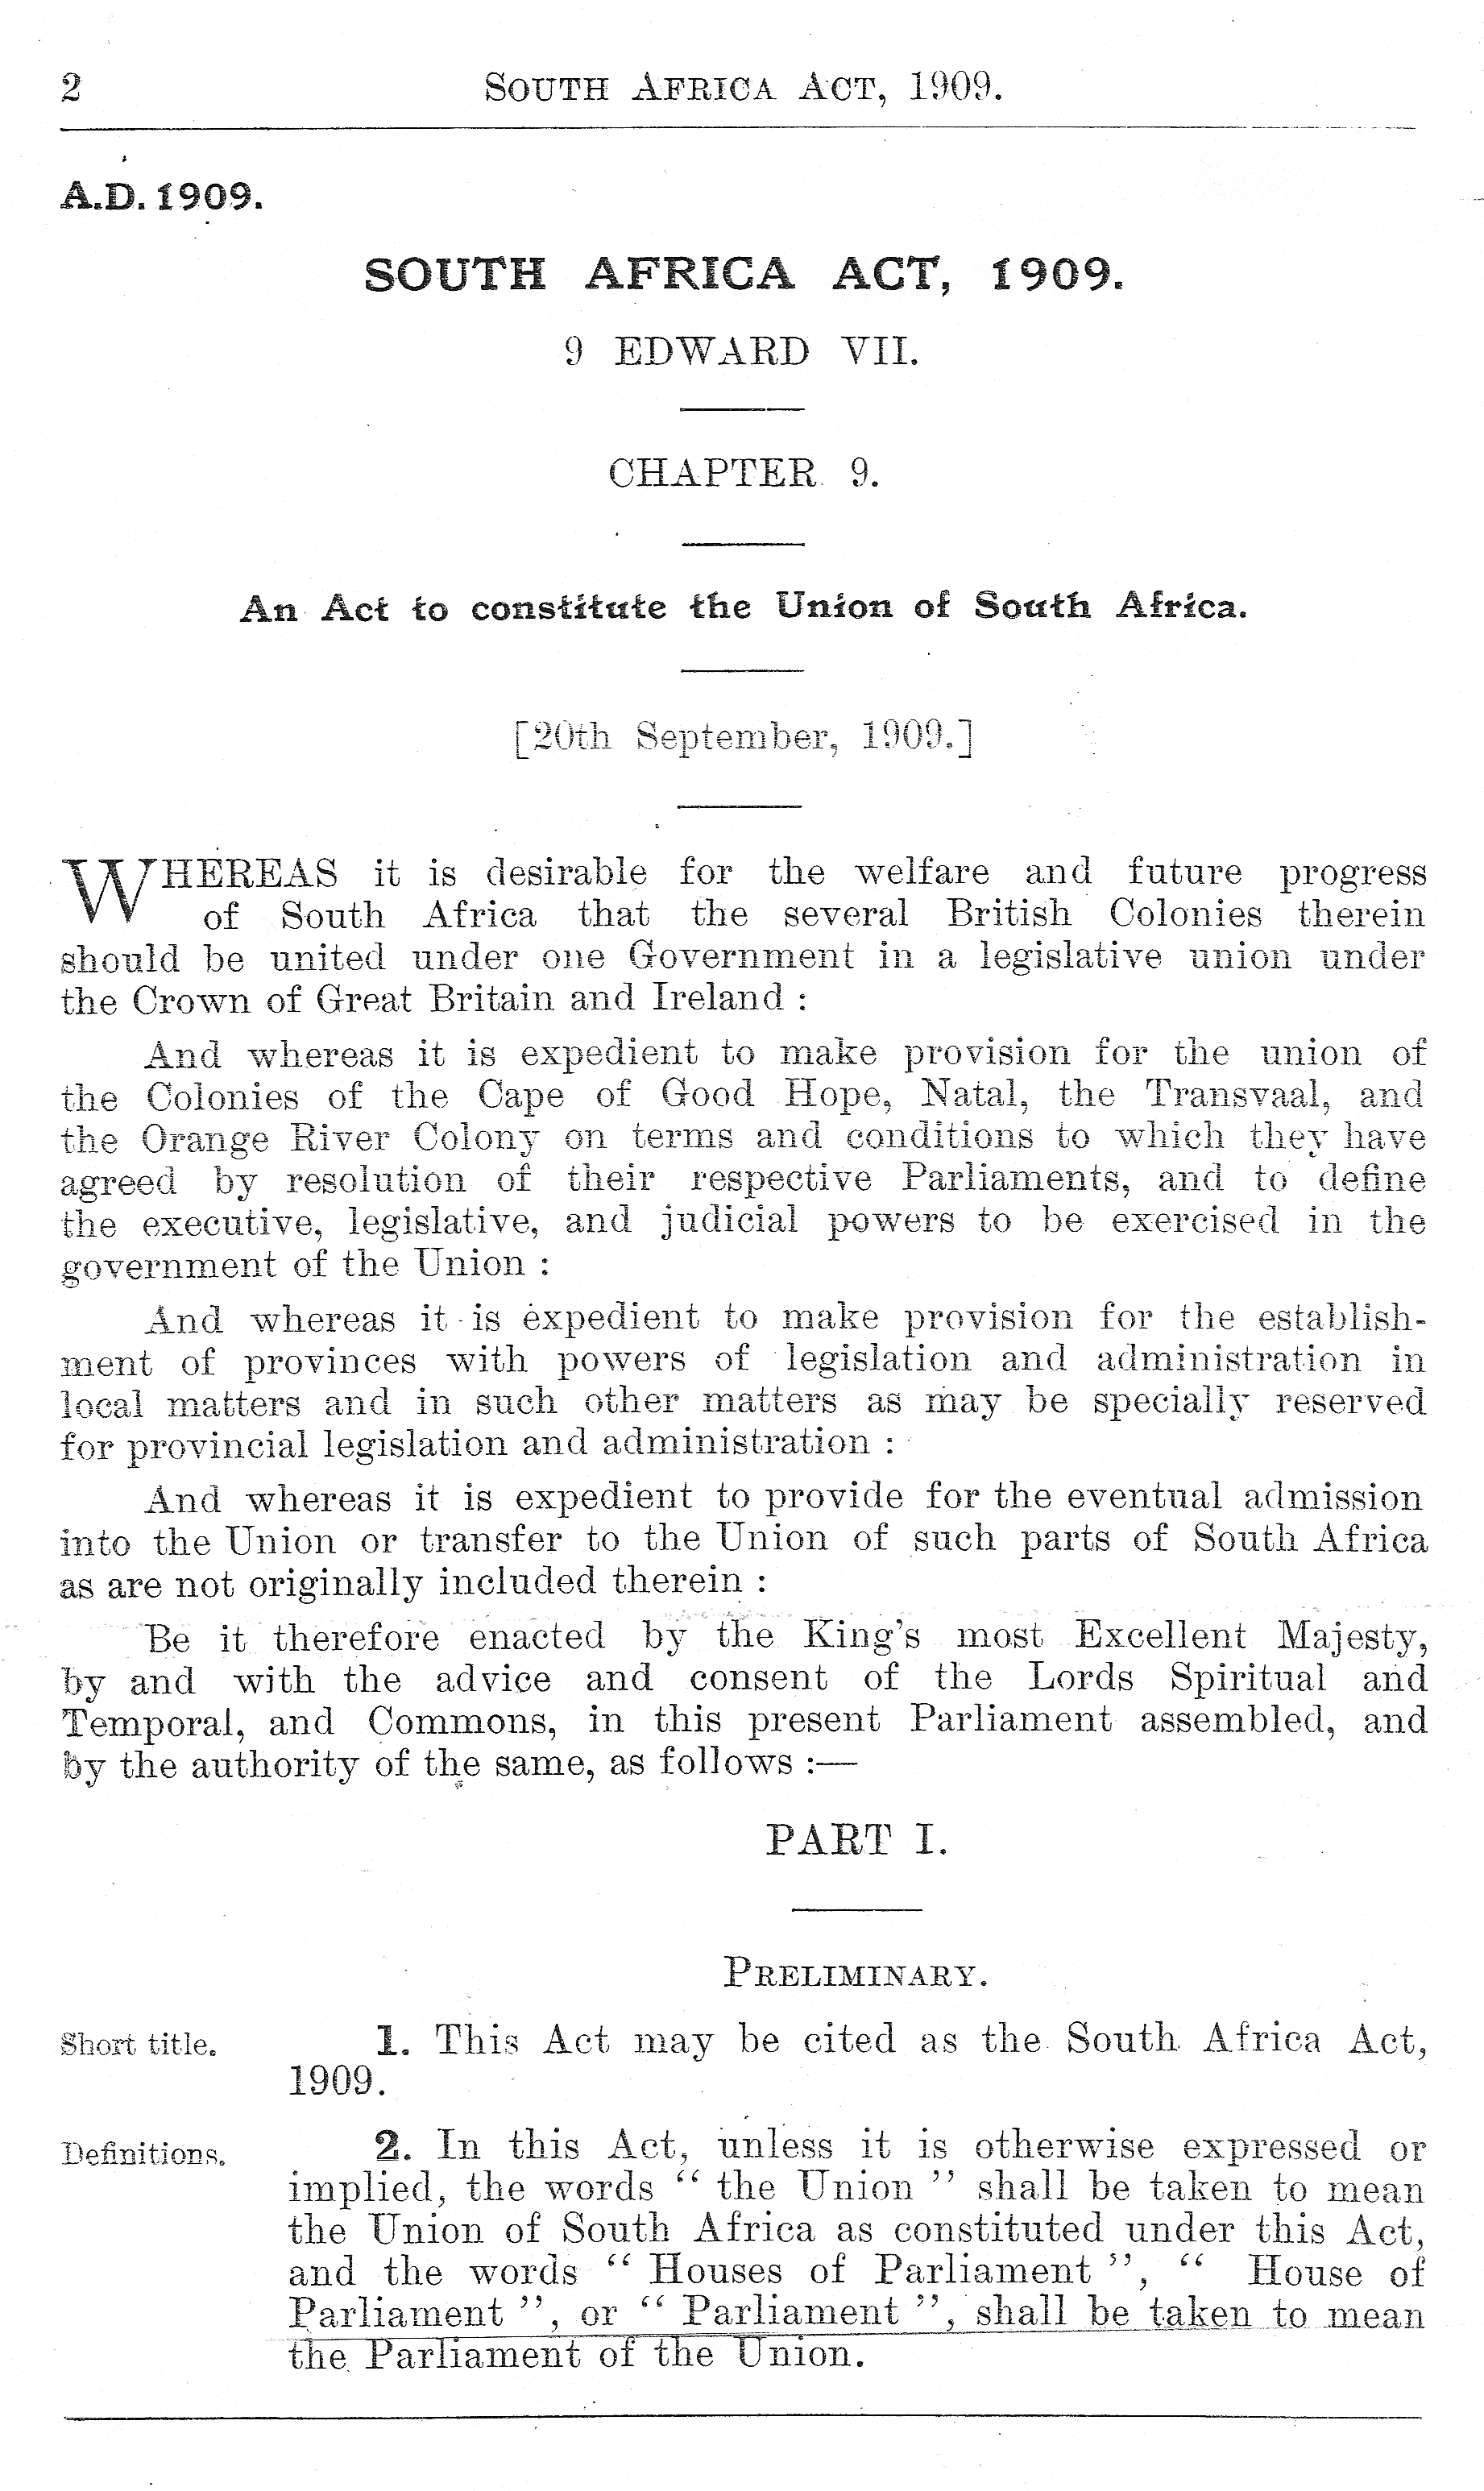 2 SOUTH AFRICA ACT, 1909.
A.D. 1909.
SOUTH AFRICA ACT, 1909.
9 EDWARD VII.
CHAPTER 9.
An Act to constitute the Union of South Africa.
[20th September, 1909.]
WHEREAS it is desirable for the welfare and future progress
of South Africa that the several British Colonies therein
should be united under one Government in a legislative union under
the Crown of Great Britain and Ireland :
And whereas it is expedient to make provision for the union of
the Colonies of the Cape of Good Hope, Natal, the Transvaal, and
the Orange River Colony on terms and conditions to which they have
agreed by resolution of their respective Parliaments, and to define
the executive, legislative, and judicial powers to be exercised in the
government of the Union :
And whereas it is expedient to make provision for the establish-
ment of provinces with powers of legislation and administration in
local matters and in such other matters as may be specially reserved
for provincial legislation and administration :
And whereas it is expedient to provide for the eventual admission
into the Union or transfer to the Union of such parts of South Africa
as are not originally included therein :
Be it therefore enacted by the King's most Excellent Majesty,
by and with the advice and consent of the Lords Spiritual and
Temporal, and Commons, in this present Parliament assembled, and
by the authority of the same, as follows :—
PART I.
PRELIMINARY.
Short title. 1. This Act may be cited as the South Africa Act,
1909.
Definitions. 2. In this Act, unless it is otherwise expressed or
implied, the words “ the Union ” shall be taken to mean
the Union of South Africa as constituted under this Act,
and the words “ Houses of Parliament ”, “ House of
Parliament ”, or “ Parliament ”, shall be taken to mean
the Parliament of the Union.